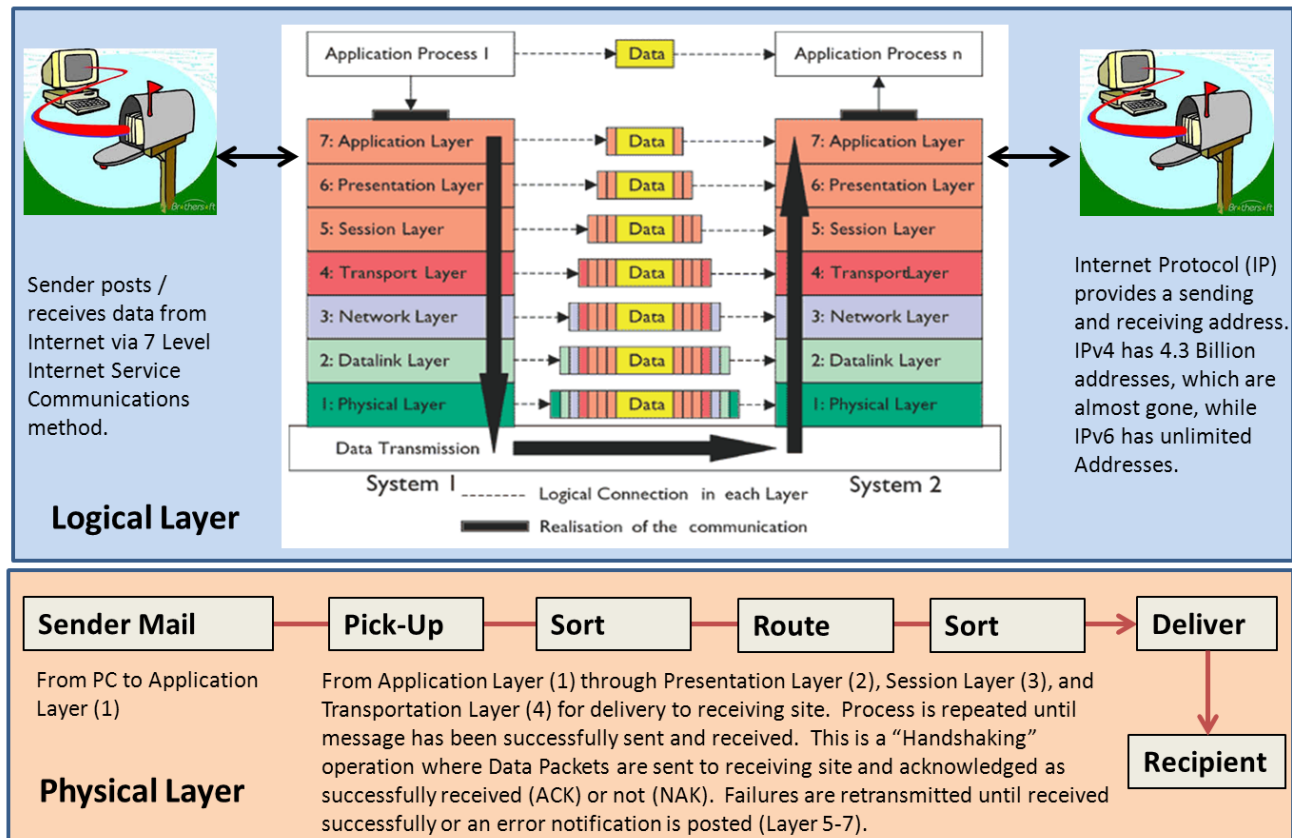 Application Process 1
Data
Application Process n
7: Application Layer
Data
7: Application Layer
6: Presentation Layer
Data
6: Presentation Layer
5: Session Layer
Data
5: Session Layer
4: Transport Layer
Data
4: TransportLayer
3: Network Layer
Data
3: Network Layer
2: Datalink Layer
Data
2: Datalink Layer
1: Physical Layer
Data
1: Physical Layer
Data Transmission
System 1
System 2
Logical Connection in each Layer
Realisation of the communication
Brothersoft
Sender posts /
receives data from
Internet via 7 Level
Internet Service
Communications
method.
Logical Layer
Brothersoft
Internet Protocol (IP)
provides a sending
and receiving address.
IPv4 has 4.3 Billion
addresses, which are
almost gone, while
IPv6 has unlimited
Addresses.
Sender Mail
Pick-Up
Sort
Route
Sort
Deliver
Recipient
From PC to Application
Layer (1)
From Application Layer (1) through Presentation Layer (2), Session Layer (3), and
Transportation Layer (4) for delivery to receiving site. Process is repeated until
message has been successfully sent and received. This is a “Handshaking”
operation where Data Packets are sent to receiving site and acknowledged as
successfully received (ACK) or not (NAK). Failures are retransmitted until received
successfully or an error notification is posted (Layer 5-7).
Physical Layer